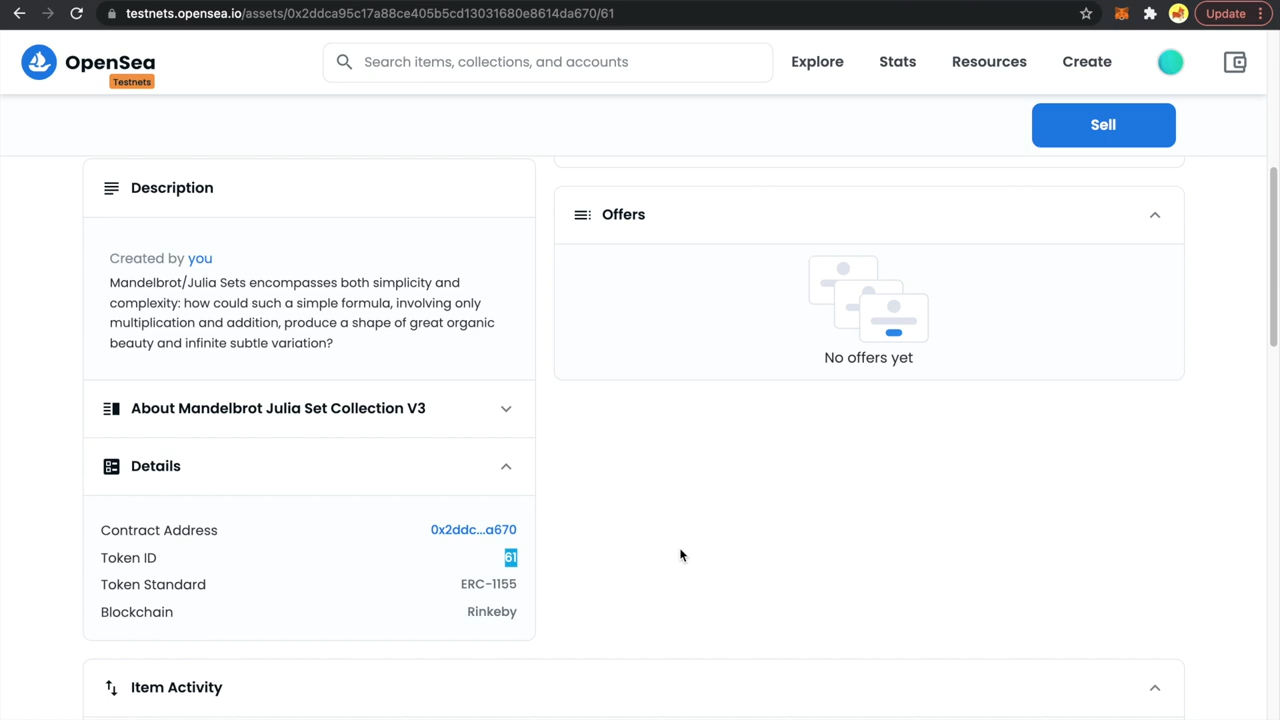 testnets.opensea.io/assets/0x2ddca95c17a88ce405b5cd13031680e8614da670/61
Update
OpenSea
Testnets
Search items, collections, and accounts
Explore
Stats
Resources
Create
Sell
Description
Created by you
Mandelbrot/Julia Sets encompasses both simplicity and
complexity: how could such a simple formula, involving only
multiplication and addition, produce a shape of great organic
beauty and infinite subtle variation?
About Mandelbrot Julia Set Collection V3
Details
Contract Address 0x2ddc...a670
Token ID 61
Token Standard ERC-1155
Blockchain Rinkeby
Offers
No offers yet
Item Activity